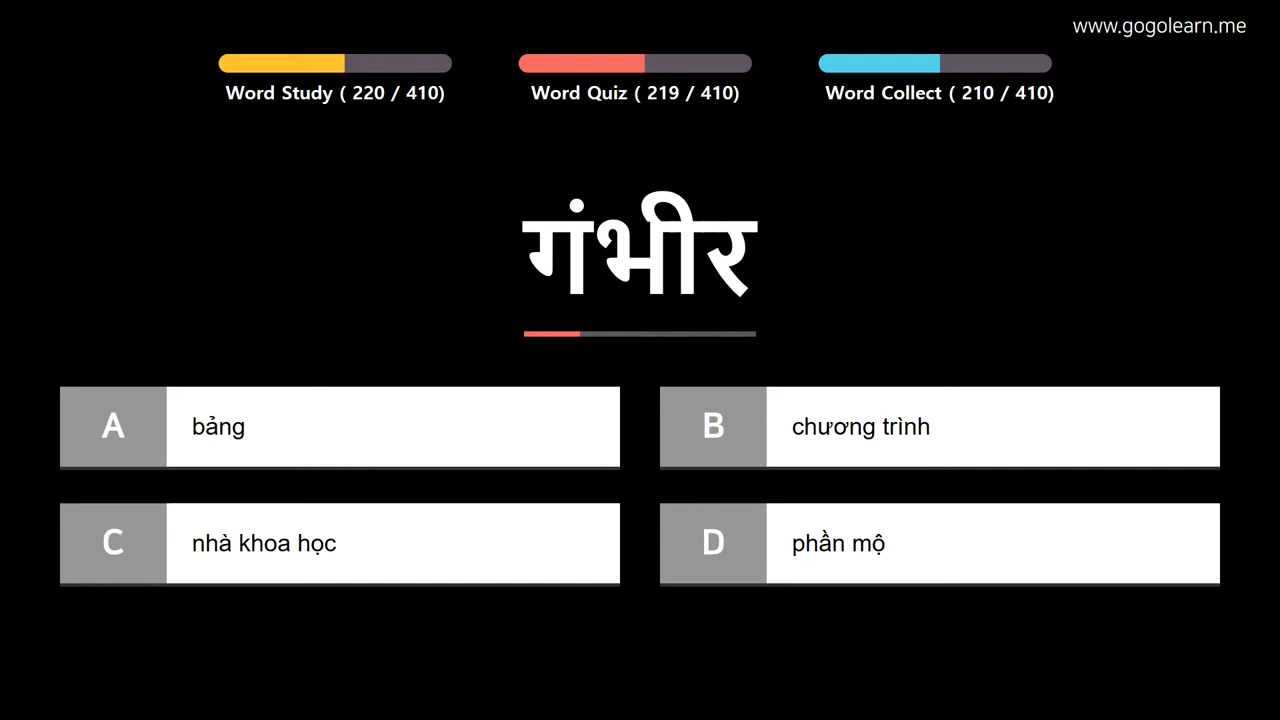 www.gogolearn.me
Word Study ( 220 / 410)
Word Quiz ( 219 / 410)
Word Collect ( 210 / 410)
गंभीर
A
bảng
B
chương trình
C
nhà khoa học
D
phần mộ